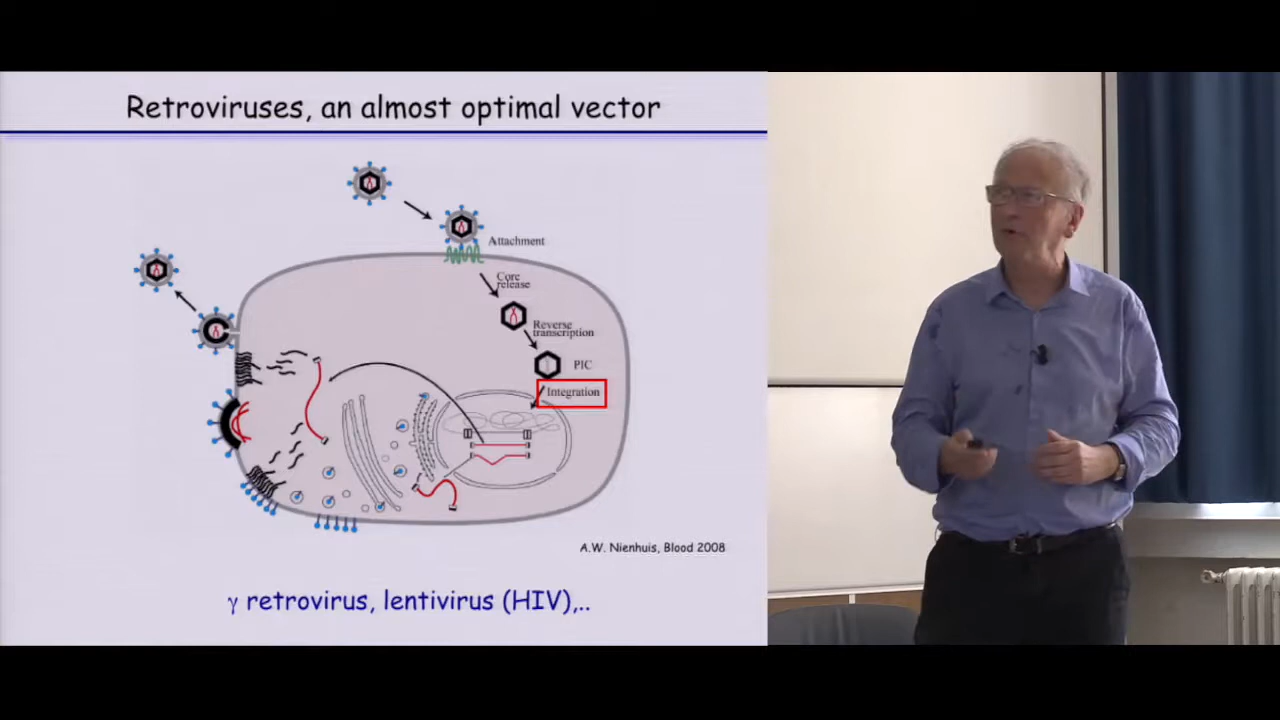 Retroviruses, an almost optimal vector
Attachment
Core
release
Reverse
transcription
PIC
Integration
A.W. Nienhuis, Blood 2008
γ retrovirus, lentivirus (HIV),..